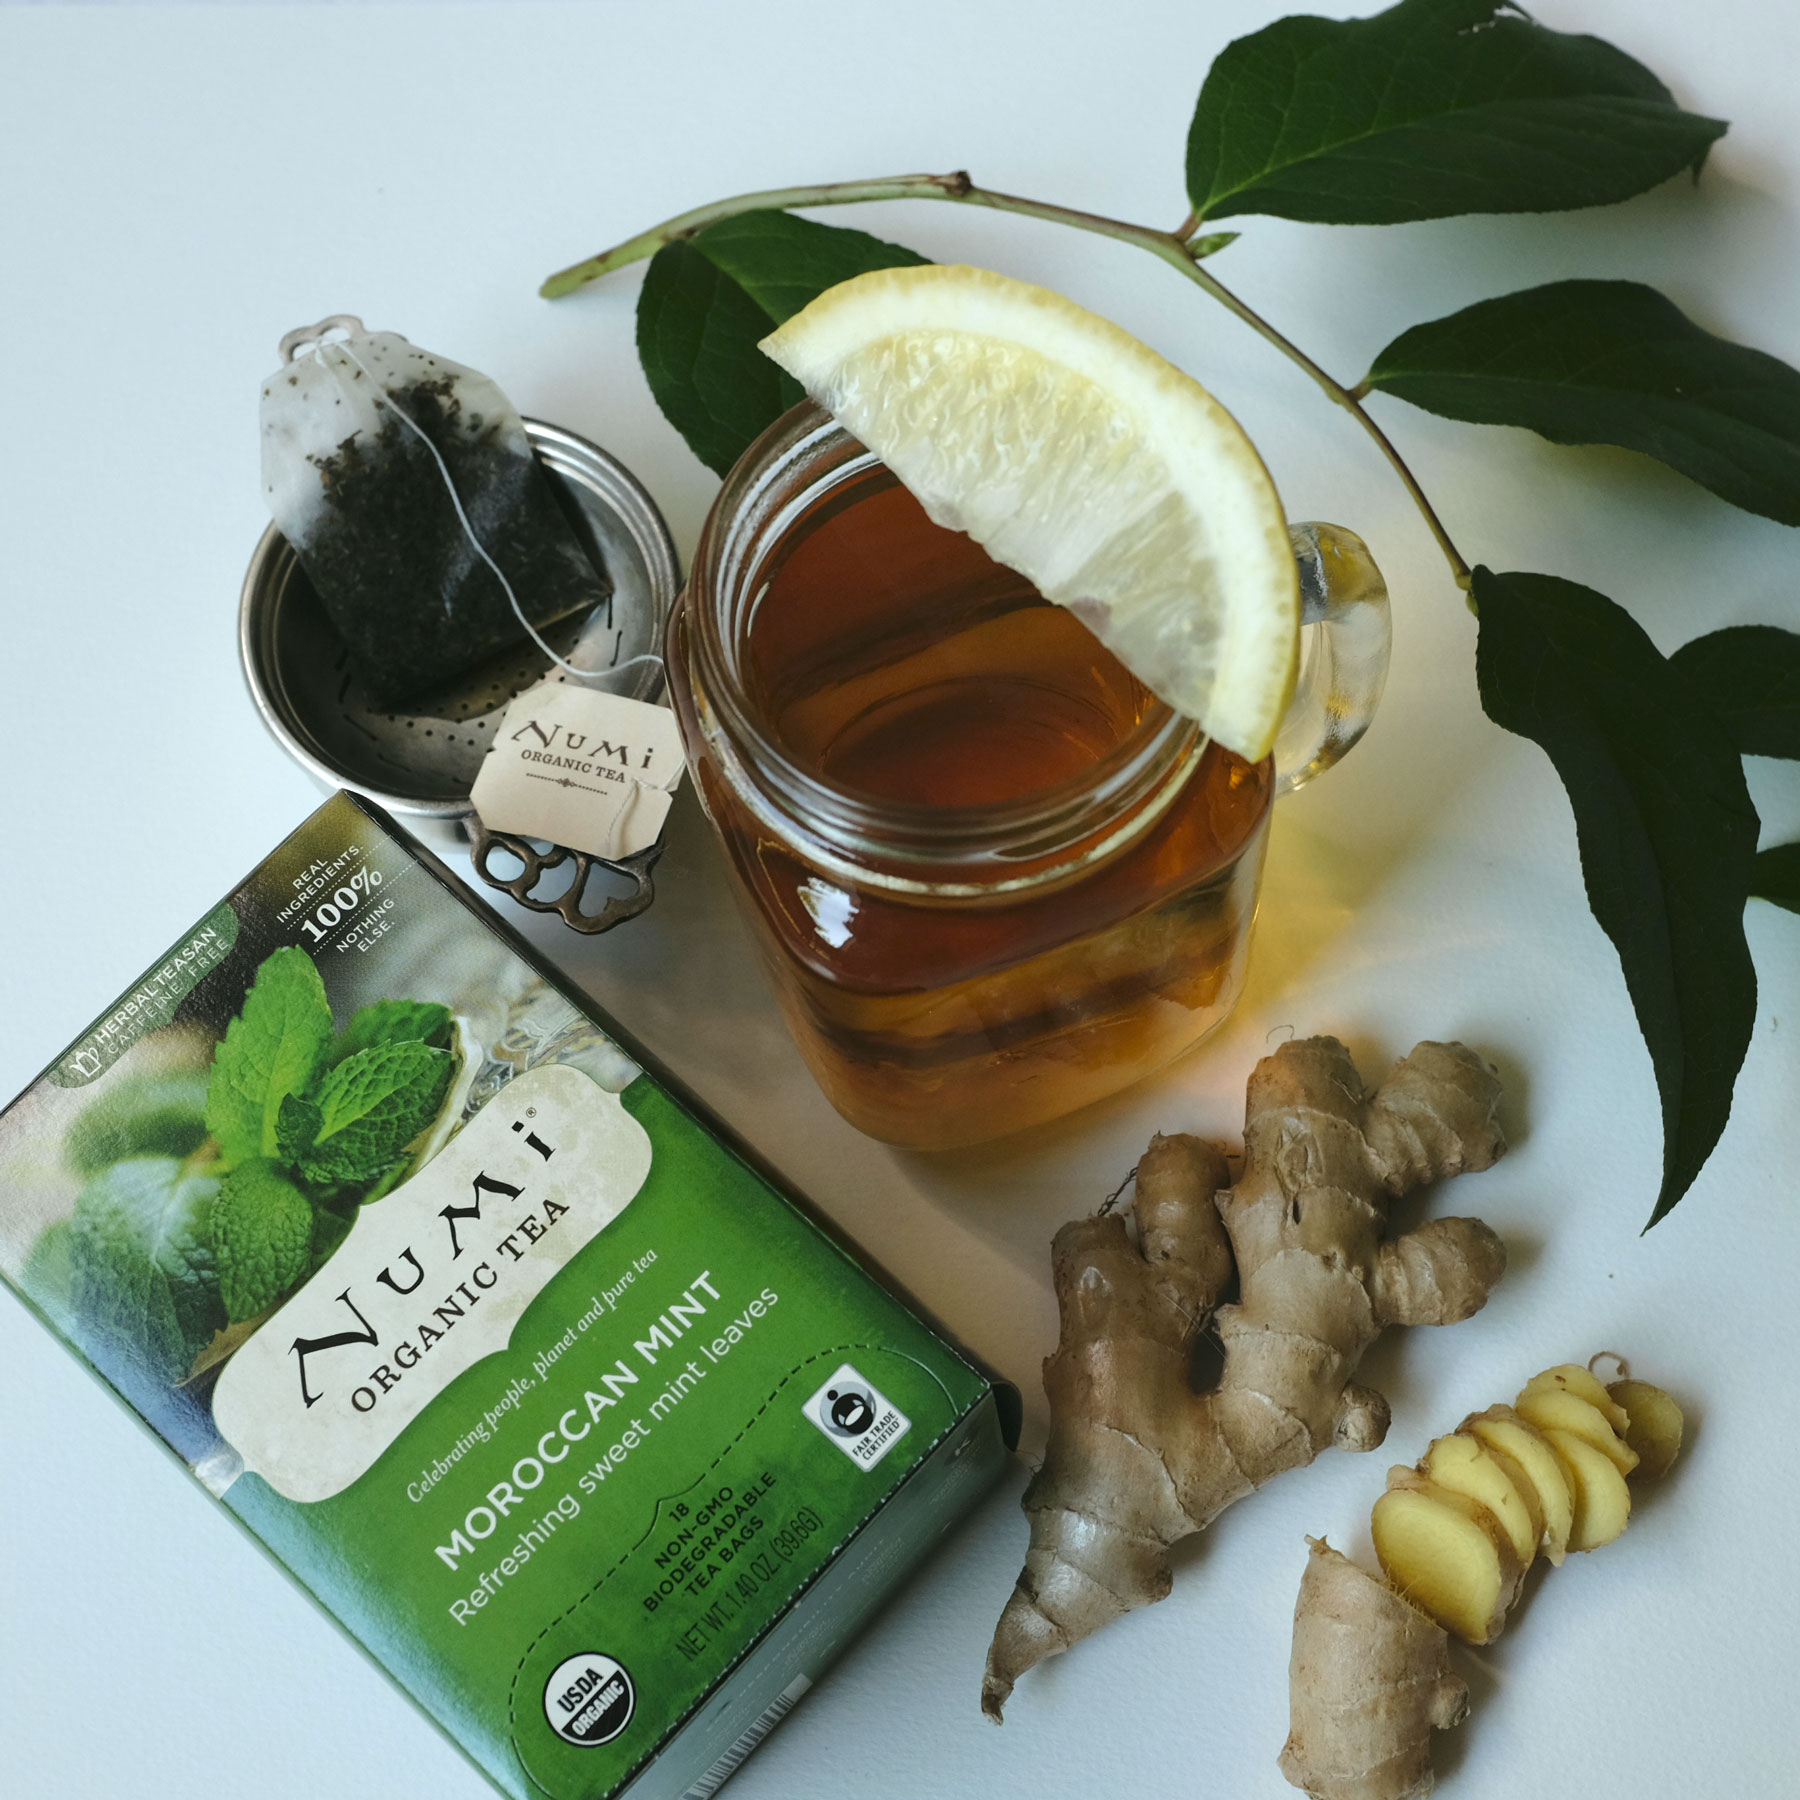 NUMi
ORGANIC TEA
REAL
INGREDIENTS.
100%
NOTHING
ELSE.
HERBAL TEASAN
CAFFEINE FREE
NUMi®
ORGANIC TEA
Celebrating people, planet and pure tea
MOROCCAN MINT
Refreshing sweet mint leaves
FAIR TRADE
CERTIFIED
18
NON-GMO
BIODEGRADABLE
TEA BAGS
NET WT. 1.40 OZ (39.6G)
USDA
ORGANIC